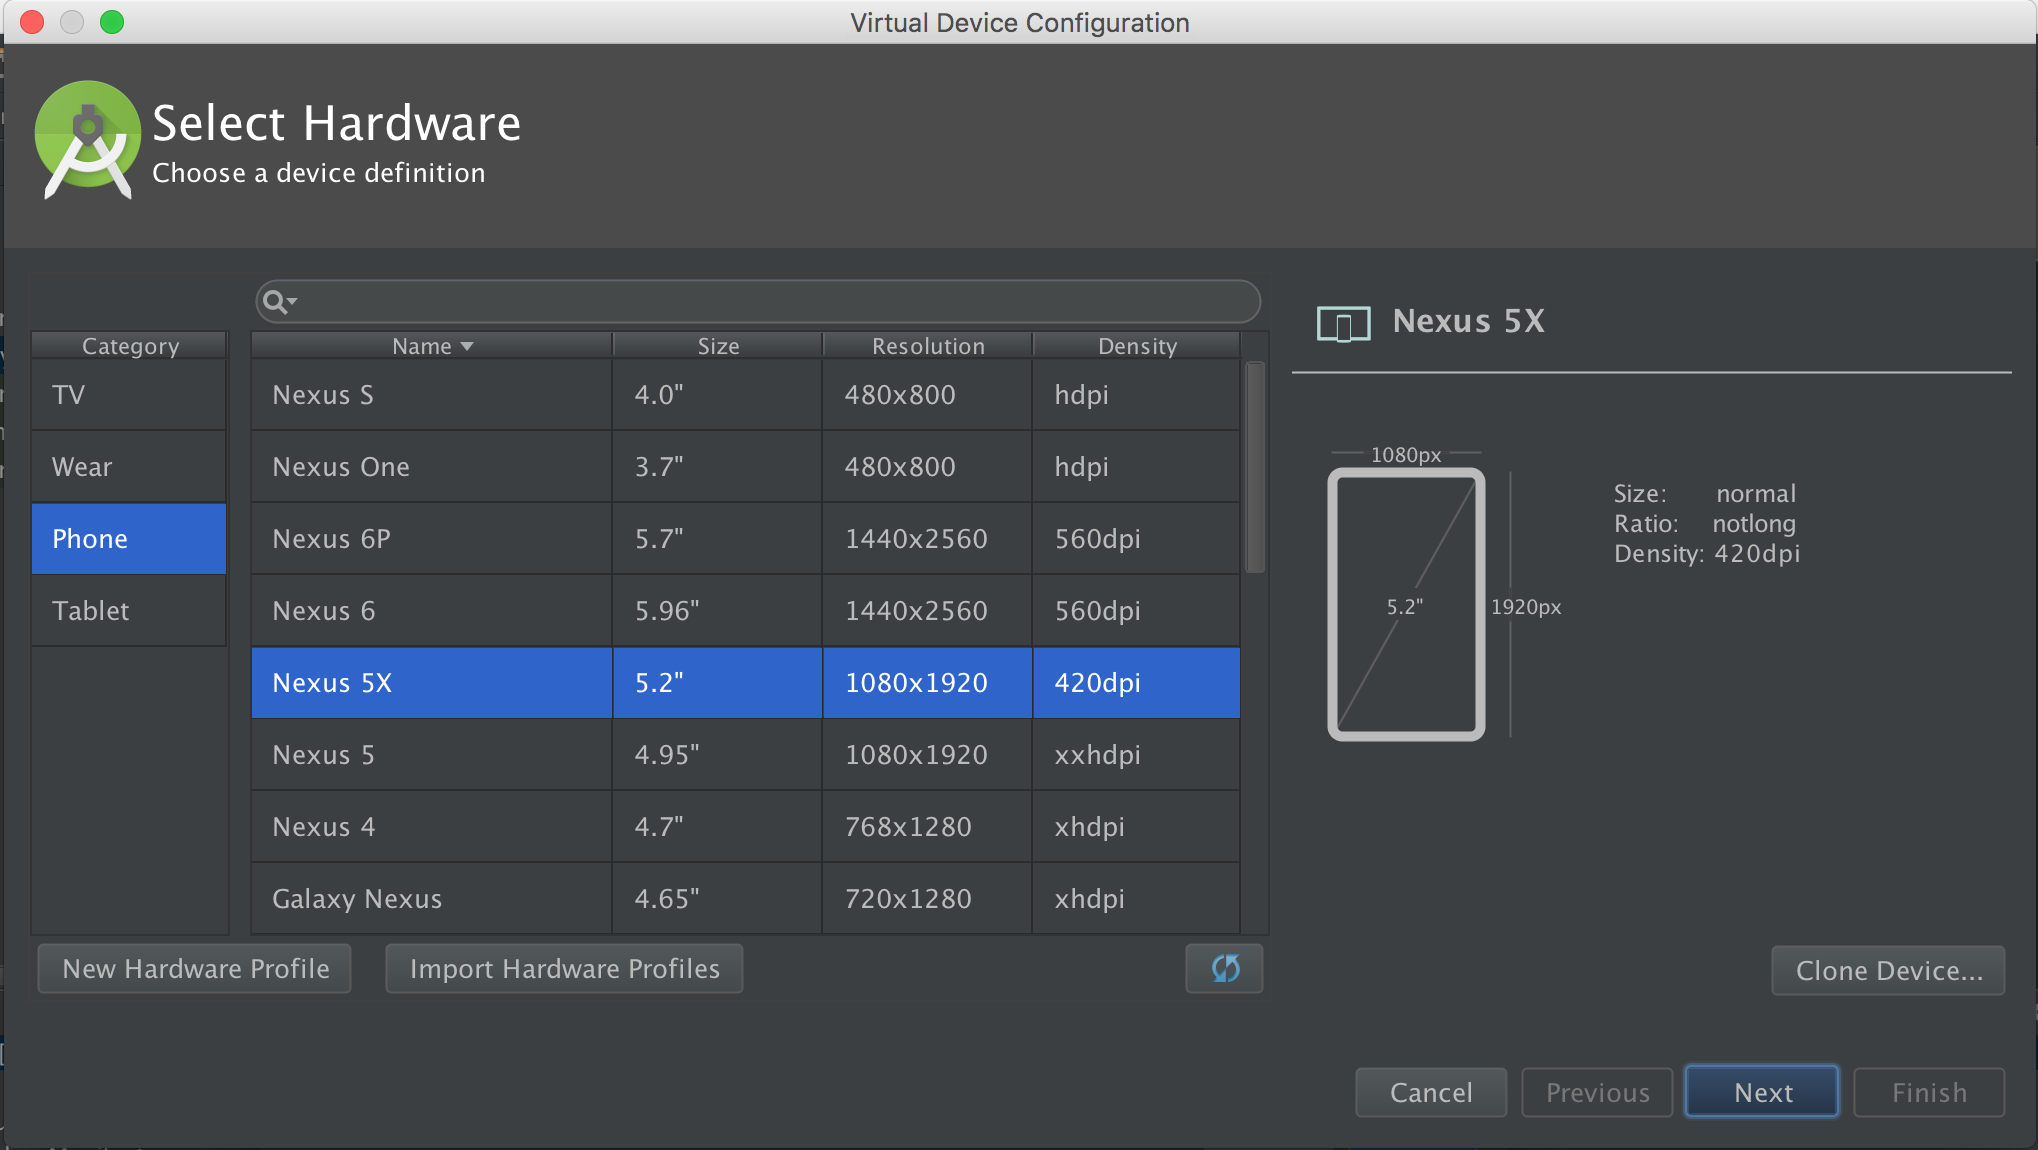 Virtual Device Configuration
Select Hardware
Choose a device definition
Category
TV
Wear
Phone
Tablet
Name Size Resolution Density
Nexus S 4.0" 480x800 hdpi
Nexus One 3.7" 480x800 hdpi
Nexus 6P 5.7" 1440x2560 560dpi
Nexus 6 5.96" 1440x2560 560dpi
Nexus 5X 5.2" 1080x1920 420dpi
Nexus 5 4.95" 1080x1920 xxhdpi
Nexus 4 4.7" 768x1280 xhdpi
Galaxy Nexus 4.65" 720x1280 xhdpi
New Hardware Profile Import Hardware Profiles
Nexus 5X
1080px
5.2"
1920px
Size: normal
Ratio: notlong
Density: 420dpi
Clone Device...
Cancel Previous Next Finish